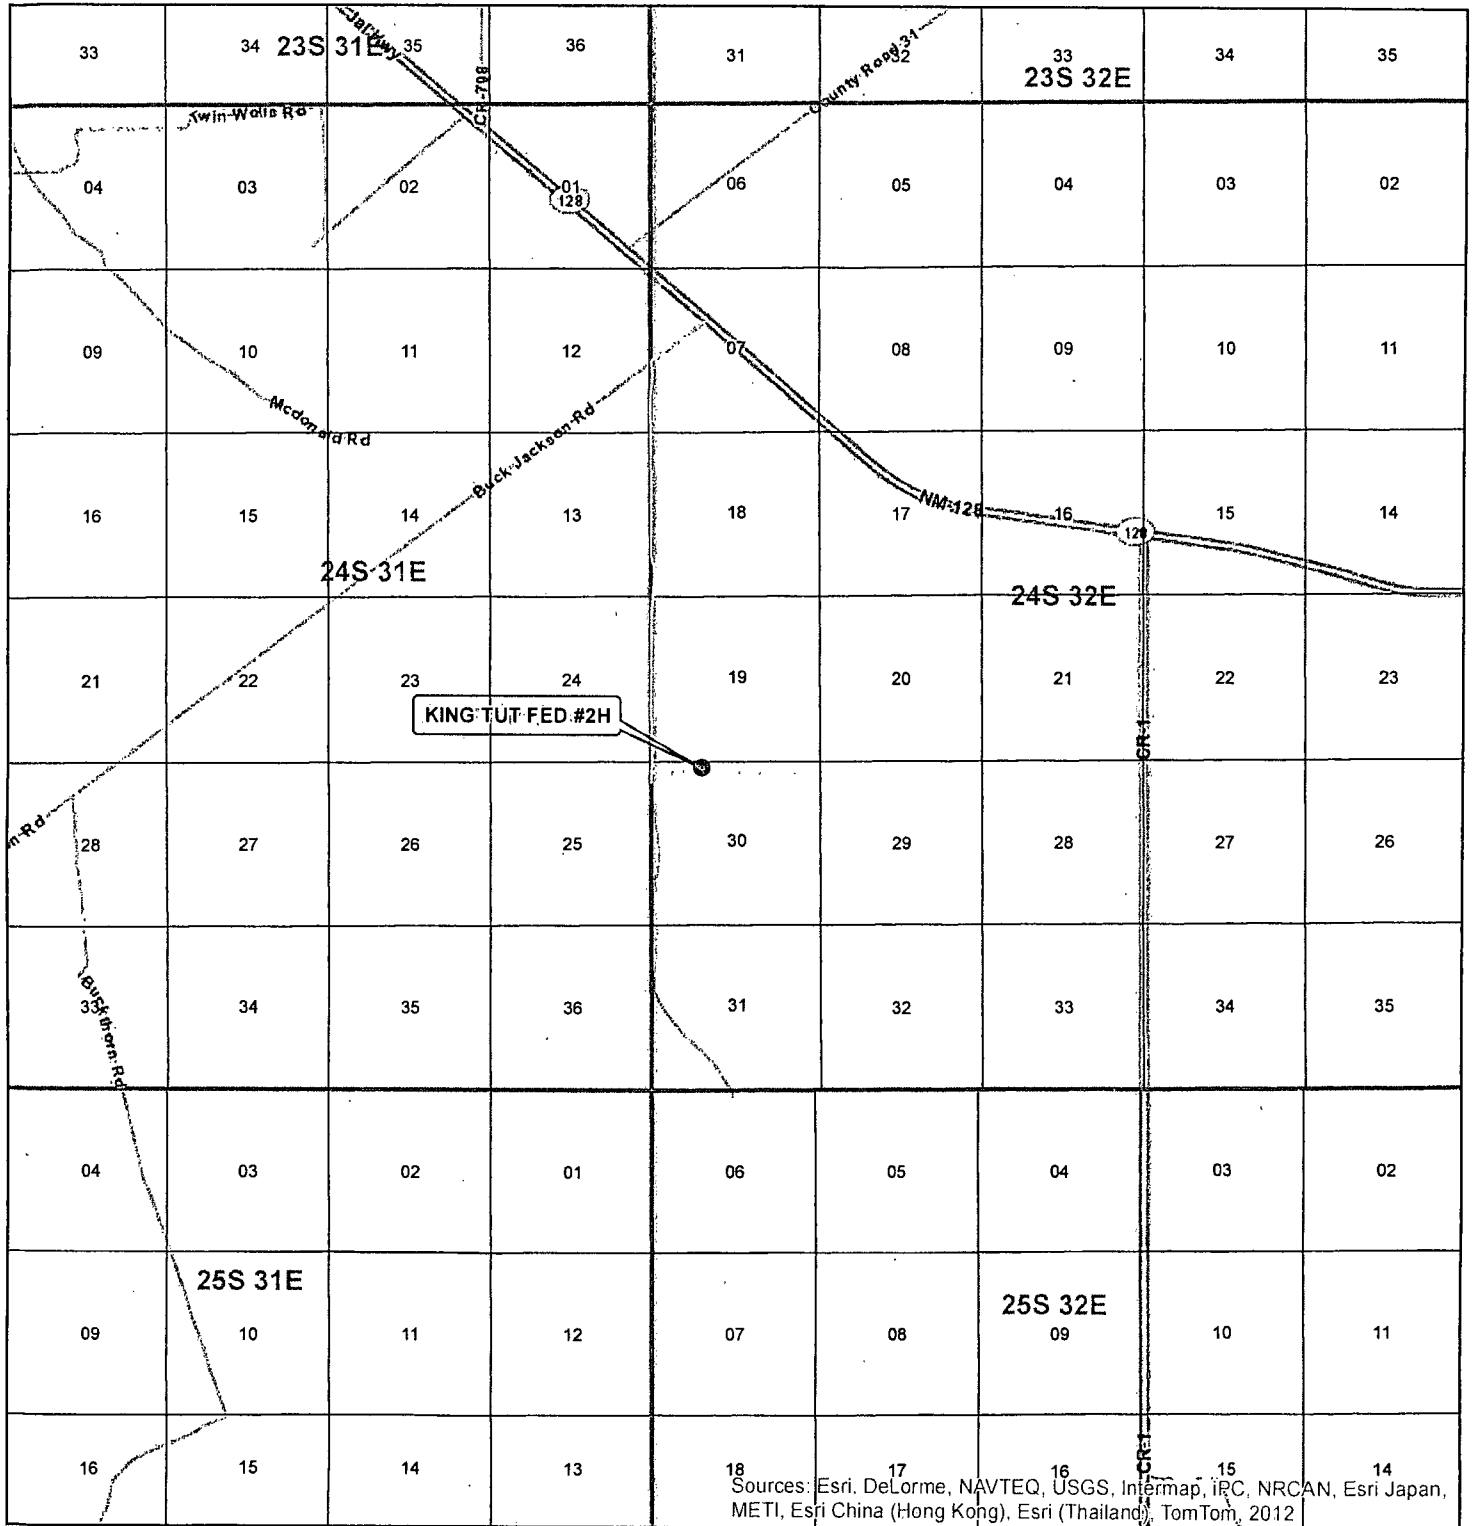 33 34 23S 31E 35 36 31 32 33 34 35
Jal Hwy
CR-798
County Road 31
23S 32E
Twin Wells Rd
04 03 02 01 06 05 04 03 02
128
09 10 11 12 07 08 09 10 11
Mcdonald Rd
Buck Jackson Rd
NM-128
16 15 14 13 18 17 16 15 14
128
24S 31E
24S 32E
21 22 23 24 19 20 21 22 23
KING TUT FED #2H
CR-1
n Rd
28 27 26 25 30 29 28 27 26
33 34 35 36 31 32 33 34 35
Buckthorn Rd
04 03 02 01 06 05 04 03 02
25S 31E
25S 32E
09 10 11 12 07 08 09 10 11
CR-1
16 15 14 13 18 17 16 15 14
Sources: Esri, DeLorme, NAVTEQ, USGS, Intermap, iPC, NRCAN, Esri Japan,
METI, Esri China (Hong Kong), Esri (Thailand), TomTom, 2012